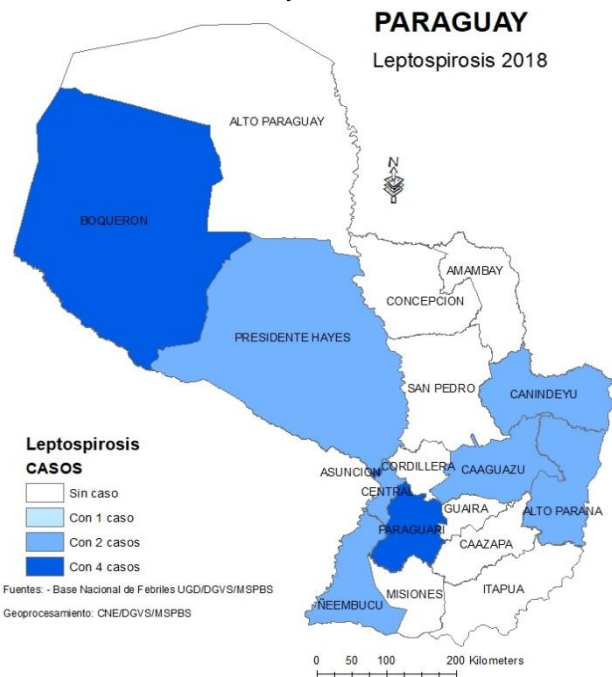 PARAGUAY
Leptospirosis 2018
ALTO PARAGUAY
N
BOQUERON
AMAMBAY
CONCEPCION
PRESIDENTE HAYES
SAN PEDRO
CANINDEYU
Leptospirosis
CASOS
Sin caso
Con 1 caso
Con 2 casos
Con 4 casos
ASUNCION
CORDILLERA
CAAGUAZU
CENTRAL
GUAIRA
ALTO PARANA
PARAGUARI
CAAZAPA
ÑEEMBUCU
MISIONES
ITAPUA
Fuentes: - Base Nacional de Febriles UGD/DGVS/MSPBS
Geoprocesamiento: CNE/DGVS/MSPBS
0 50 100 200 Kilometers